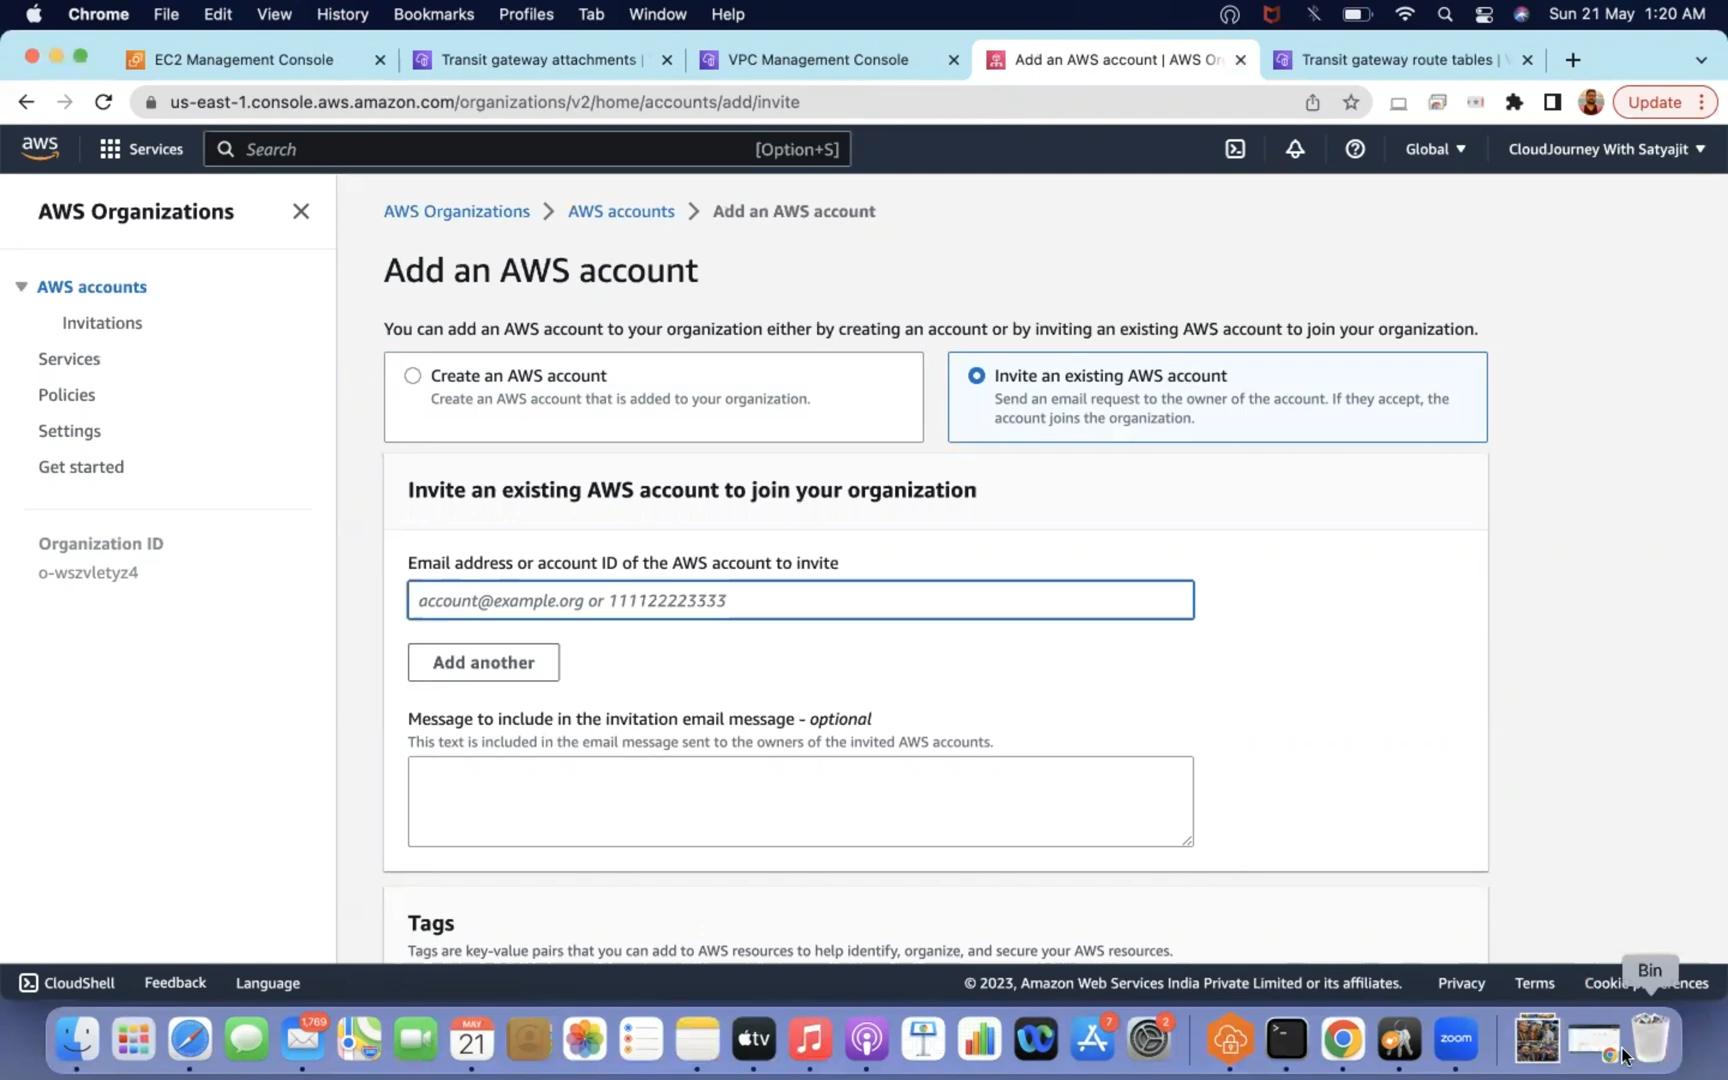 Chrome File Edit View History Bookmarks Profiles Tab Window Help Sun 21 May 1:20 AM
EC2 Management Console Transit gateway attachments | VPC Management Console Add an AWS account | AWS Or Transit gateway route tables |
us-east-1.console.aws.amazon.com/organizations/v2/home/accounts/add/invite Update
aws Services Search [Option+S] Global CloudJourney With Satyajit
AWS Organizations
AWS accounts
Invitations
Services
Policies
Settings
Get started
Organization ID
o-wszvletyz4
AWS Organizations AWS accounts Add an AWS account
Add an AWS account
You can add an AWS account to your organization either by creating an account or by inviting an existing AWS account to join your organization.
Create an AWS account
Create an AWS account that is added to your organization.
Invite an existing AWS account
Send an email request to the owner of the account. If they accept, the
account joins the organization.
Invite an existing AWS account to join your organization
Email address or account ID of the AWS account to invite
account@example.org or 111122223333
Add another
Message to include in the invitation email message - optional
This text is included in the email message sent to the owners of the invited AWS accounts.
Tags
Tags are key-value pairs that you can add to AWS resources to help identify, organize, and secure your AWS resources.
Bin
CloudShell Feedback Language © 2023, Amazon Web Services India Private Limited or its affiliates. Privacy Terms
1,769 MAY 21 tv 7 2 zoom